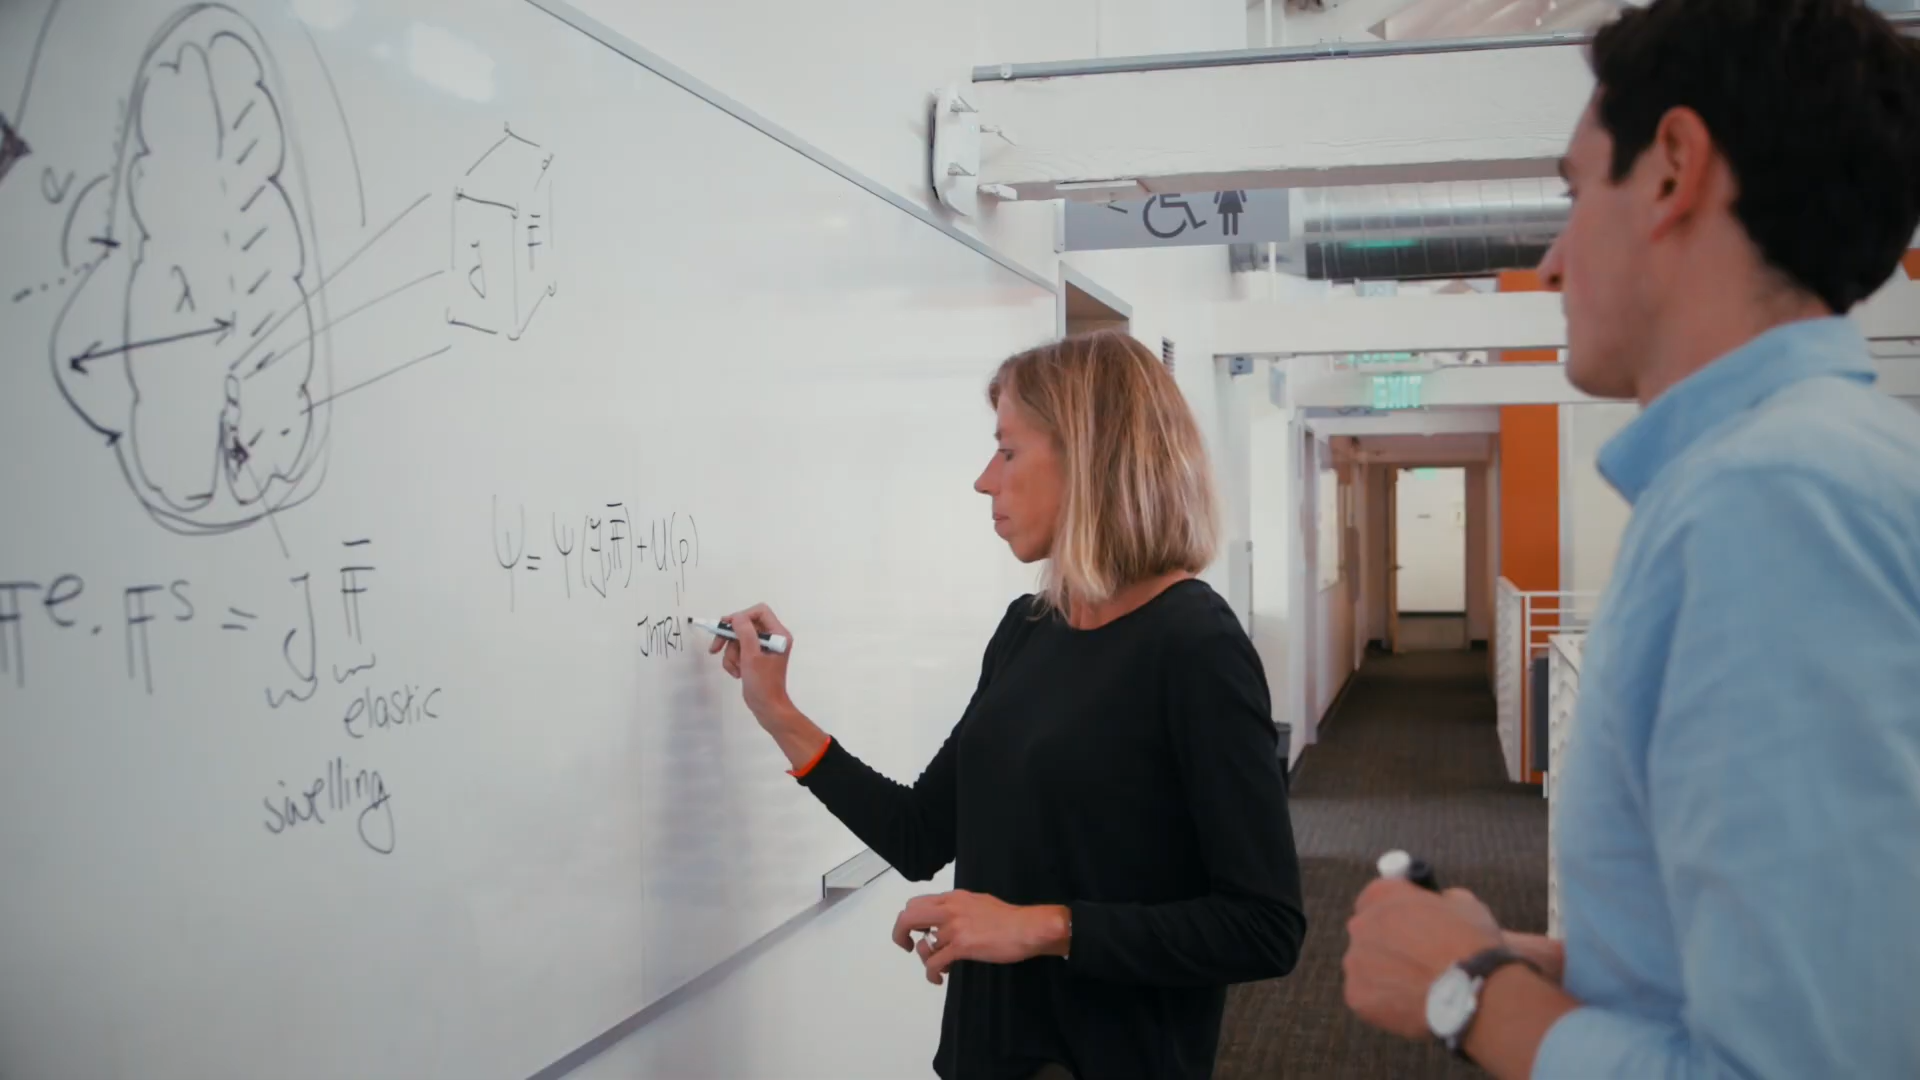 e
λ
J F̄
EXIT
Ψ = Ψ(J,F̄) + U(p)
INTRA
Fᵉ · Fˢ = J F̄
elastic
swelling